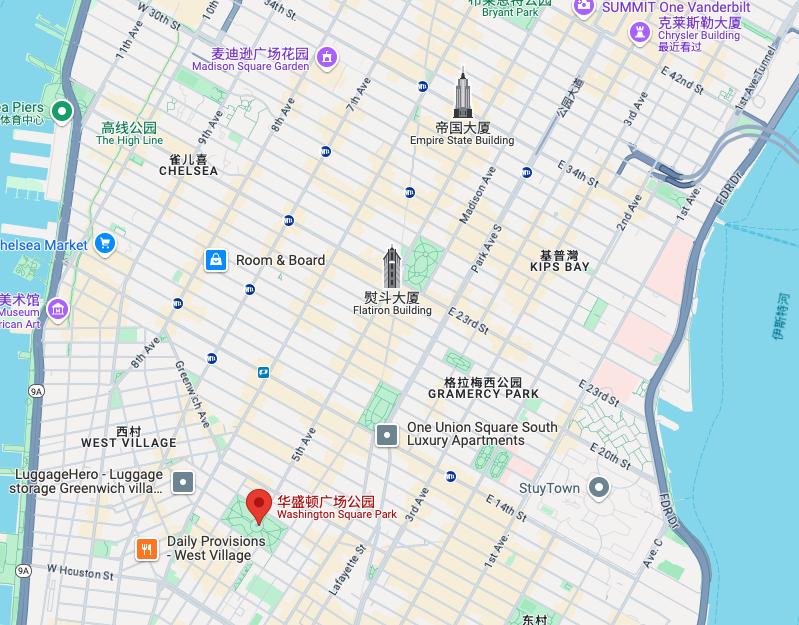 W 30th St
34th St.
布莱恩特公园
Bryant Park
SUMMIT One Vanderbilt
克莱斯勒大厦
Chrysler Building
最近看过
11th Ave
10th
麦迪逊广场花园
Madison Square Garden
7th Ave
8th Ave
9th Ave
E 42nd St
1st Ave Tunnel
公园大道
3rd Ave
ea Piers
体育中心
高线公园
The High Line
帝国大厦
Empire State Building
雀儿喜
CHELSEA
E 34th St
Madison Ave
Park Ave S
2nd Ave
1st Ave.
FDR Dr
helsea Market
Room & Board
基普灣
KIPS BAY
熨斗大厦
Flatiron Building
伊斯特河
美术馆
Museum
rican Art
E 23rd St
8th Ave
Greenwich Ave
9A
格拉梅西公园
GRAMERCY PARK
E 23rd St
西村
WEST VILLAGE
5th Ave
One Union Square South
Luxury Apartments
E 20th St
LuggageHero - Luggage
storage Greenwich villa...
StuyTown
3rd Ave
E 14th St
FDR Dr
华盛顿广场公园
Washington Square Park
Daily Provisions
- West Village
1st Ave.
Ave. C
Lafayette St
9A
W Houston St
东村